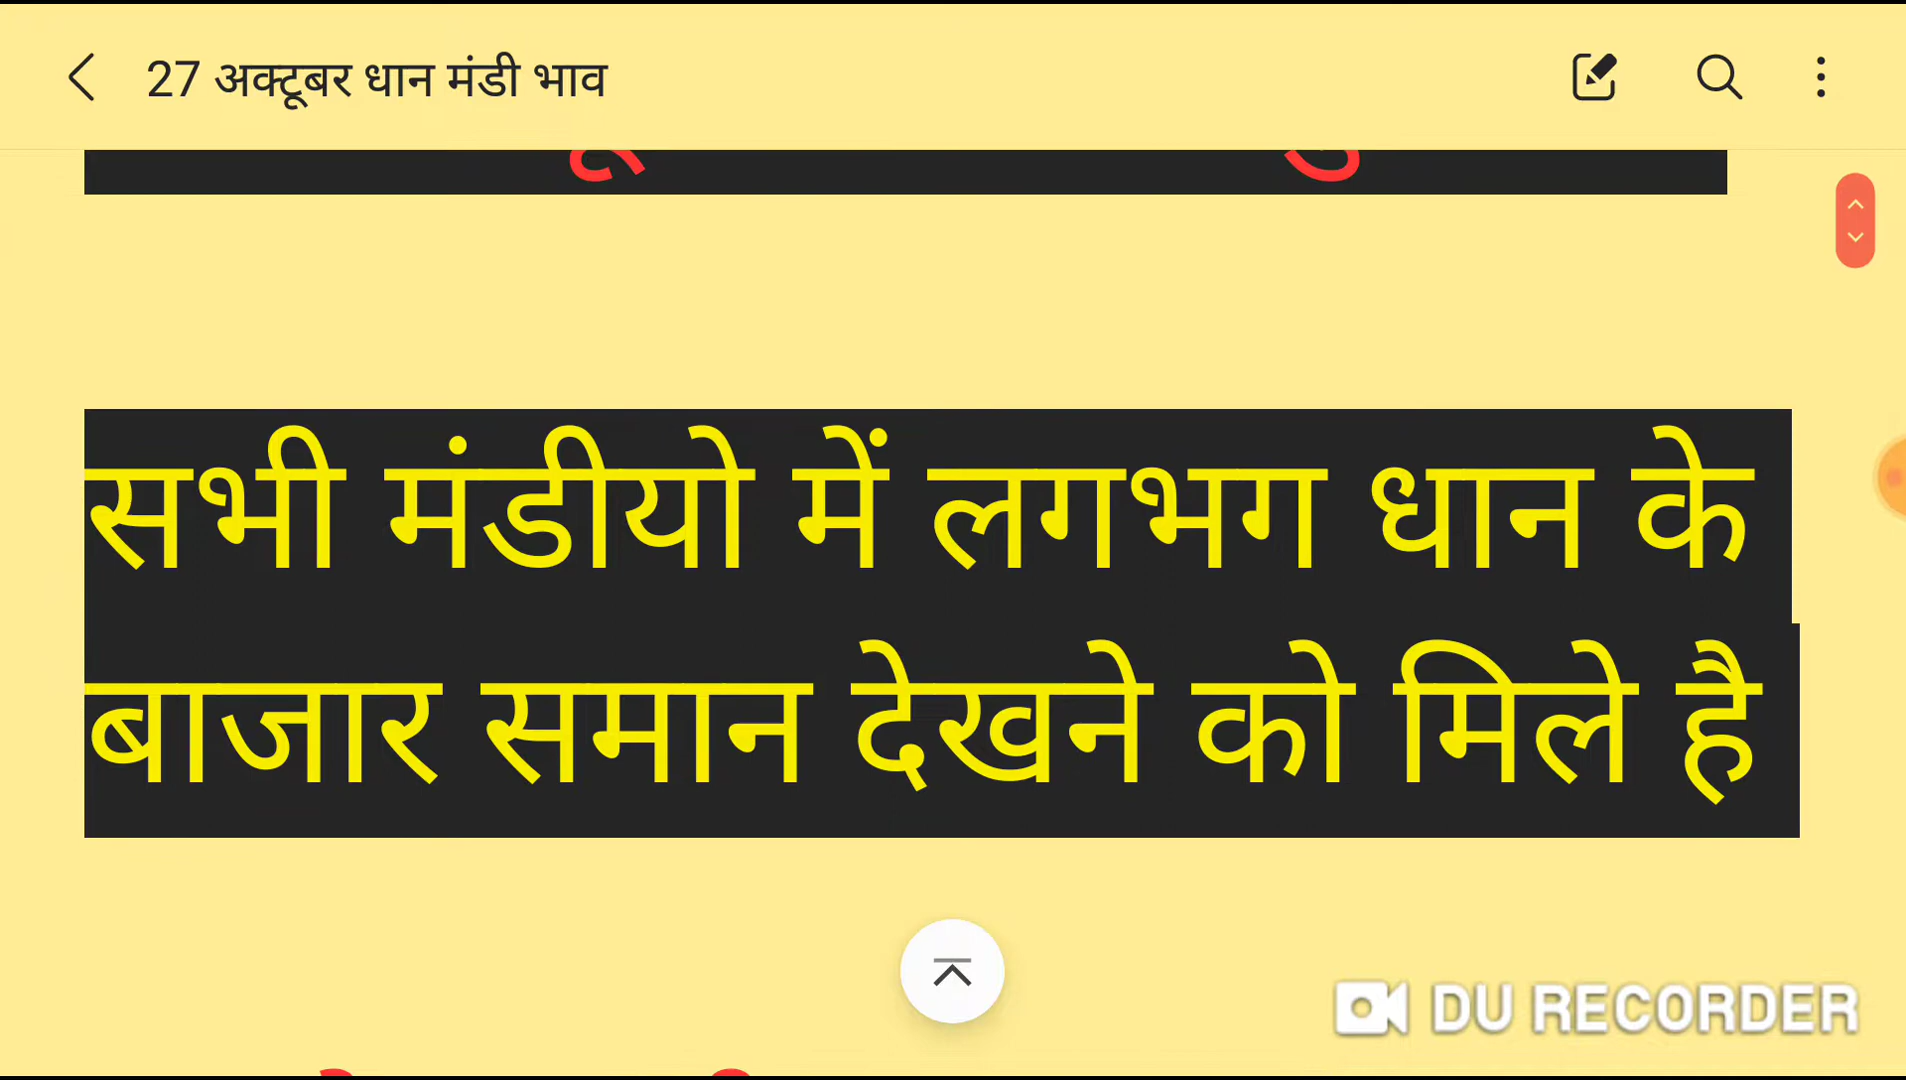 27 अक्टूबर धान मंडी भाव
सभी मंडीयो में लगभग धान के
बाजार समान देखने को मिले है
DU RECORDER